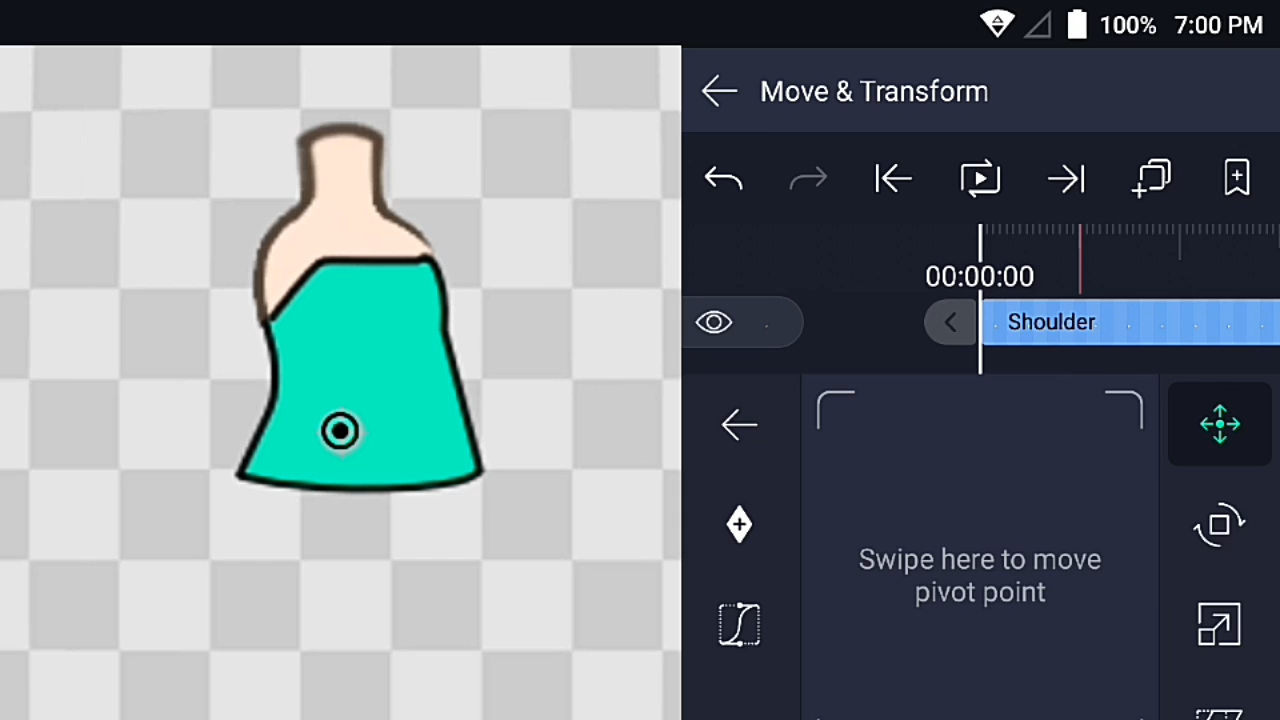 100% 7:00 PM
Move & Transform
00:00:00
Shoulder
Swipe here to move
pivot point